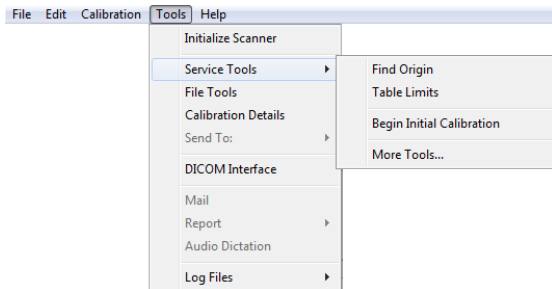 File Edit Calibration Tools Help
Initialize Scanner
Service Tools
File Tools
Calibration Details
Send To:
DICOM Interface
Mail
Report
Audio Dictation
Log Files
Find Origin
Table Limits
Begin Initial Calibration
More Tools...